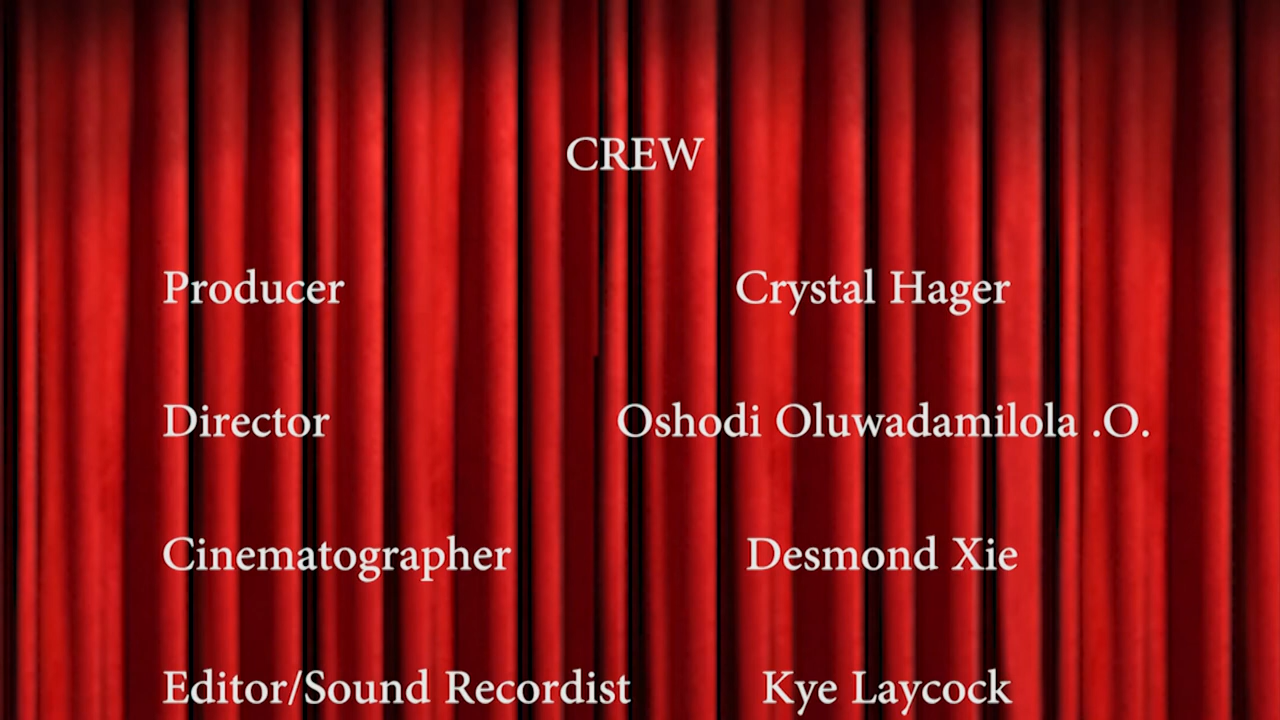 CREW
Producer Crystal Hager
Director Oshodi Oluwadamilola .O.
Cinematographer Desmond Xie
Editor/Sound Recordist Kye Laycock